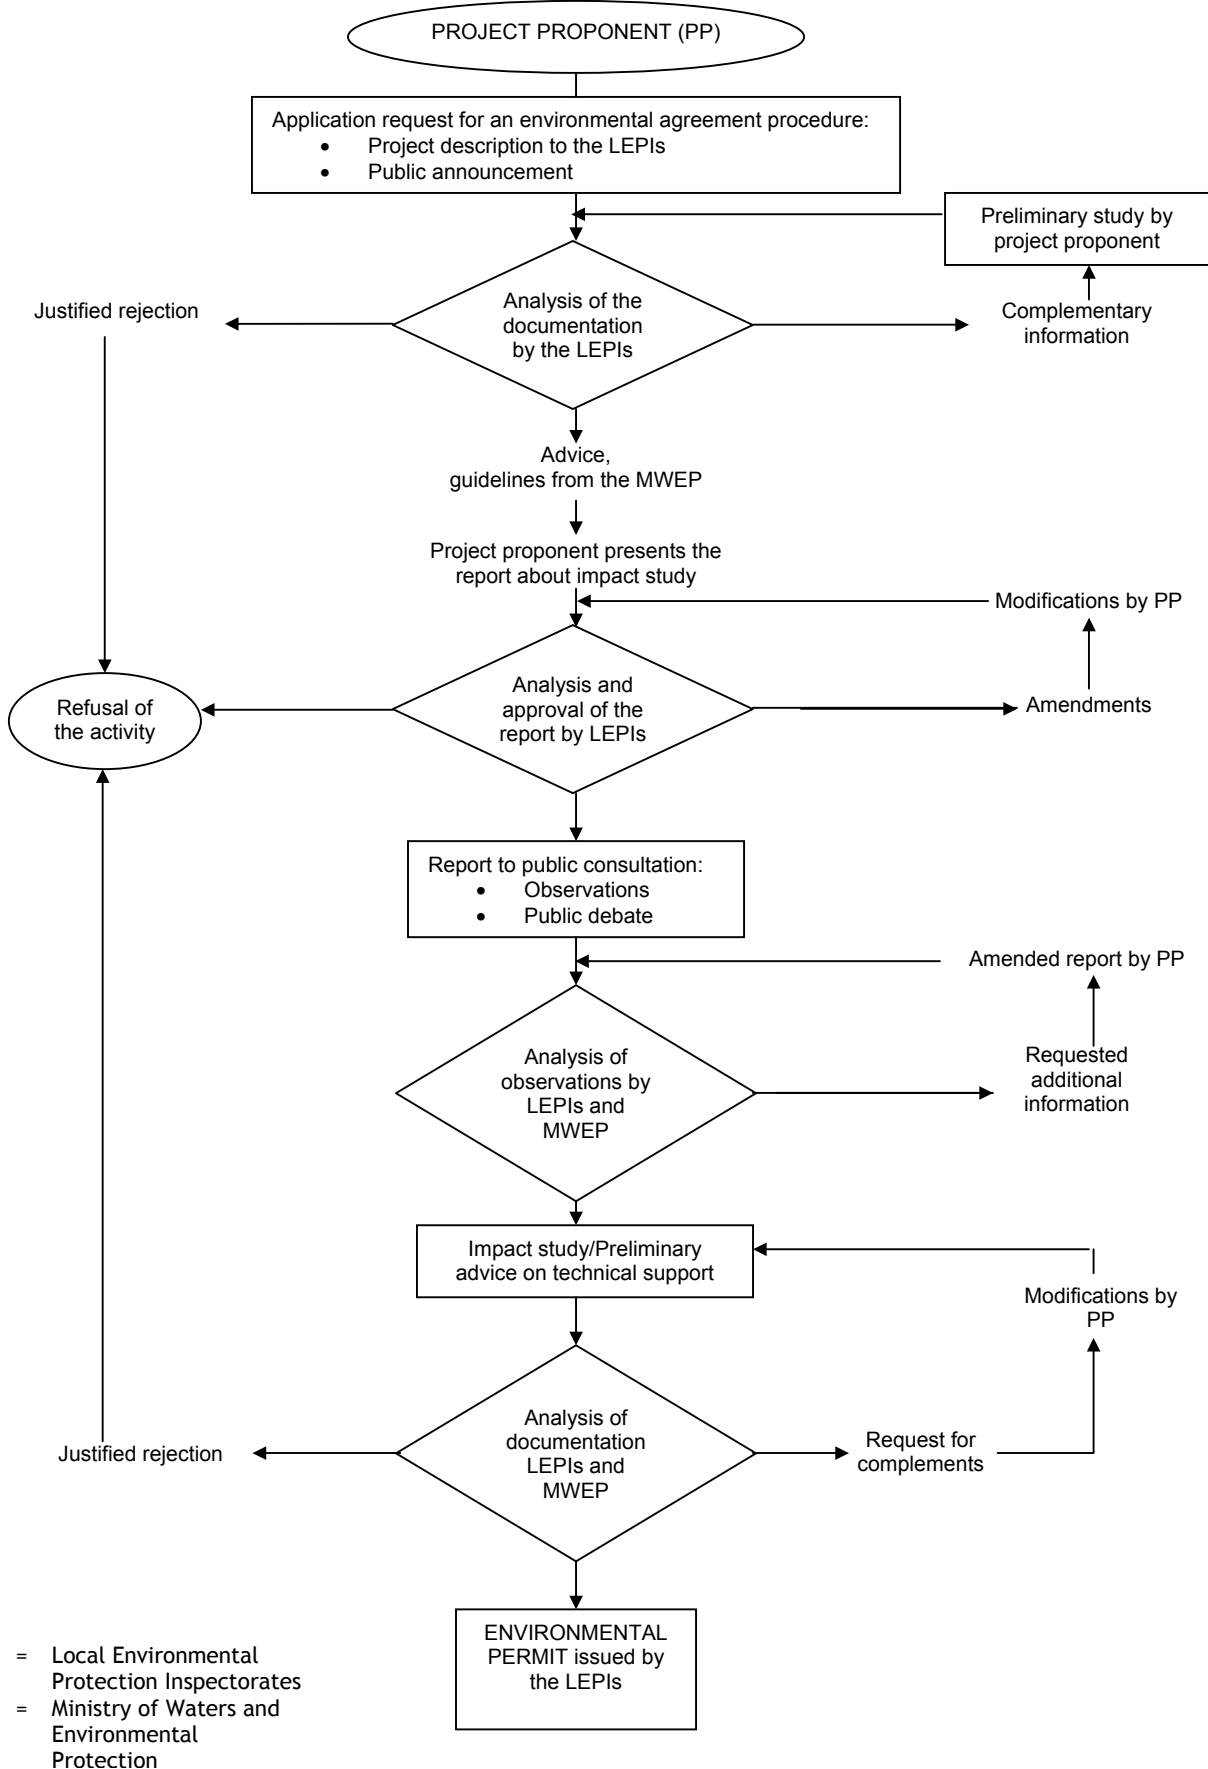 PROJECT PROPONENT (PP)
Application request for an environmental agreement procedure:
• Project description to the LEPIs
• Public announcement
Preliminary study by
project proponent
Justified rejection
Analysis of the
documentation
by the LEPIs
Complementary
information
Advice,
guidelines from the MWEP
Project proponent presents the
report about impact study
Modifications by PP
Refusal of
the activity
Analysis and
approval of the
report by LEPIs
Amendments
Report to public consultation:
• Observations
• Public debate
Amended report by PP
Analysis of
observations by
LEPIs and
MWEP
Requested
additional
information
Impact study/Preliminary
advice on technical support
Modifications by
PP
Justified rejection
Analysis of
documentation
LEPIs and
MWEP
Request for
complements
ENVIRONMENTAL
PERMIT issued by
the LEPIs
= Local Environmental
Protection Inspectorates
= Ministry of Waters and
Environmental
Protection